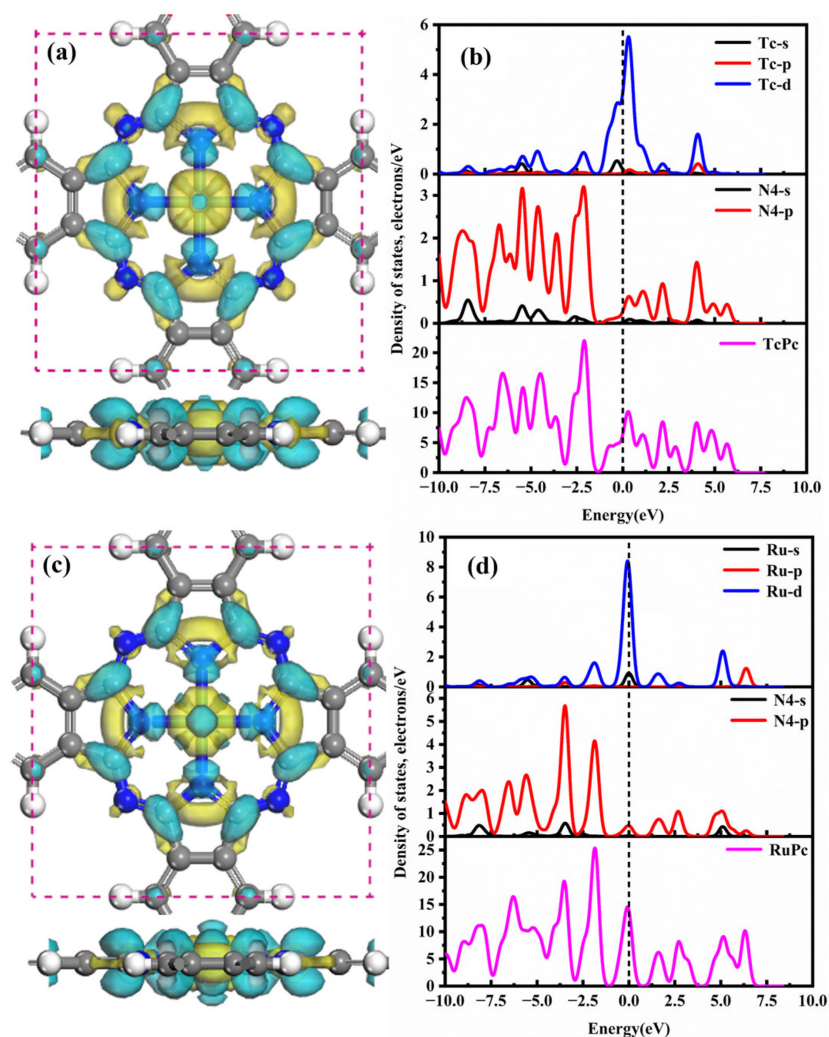 (a)
(b)
Density of states, electrons/eV
6
4
2
0
Tc-s
Tc-p
Tc-d
3
2
1
0
N4-s
N4-p
20
15
10
5
0
TcPc
−10.0 −7.5 −5.0 −2.5 0.0 2.5 5.0 7.5 10.0
Energy(eV)
(c)
(d)
Density of states, electrons/eV
10
8
6
4
2
0
Ru-s
Ru-p
Ru-d
6
5
4
3
2
1
0
N4-s
N4-p
25
20
15
10
5
0
RuPc
−10.0 −7.5 −5.0 −2.5 0.0 2.5 5.0 7.5 10.0
Energy(eV)